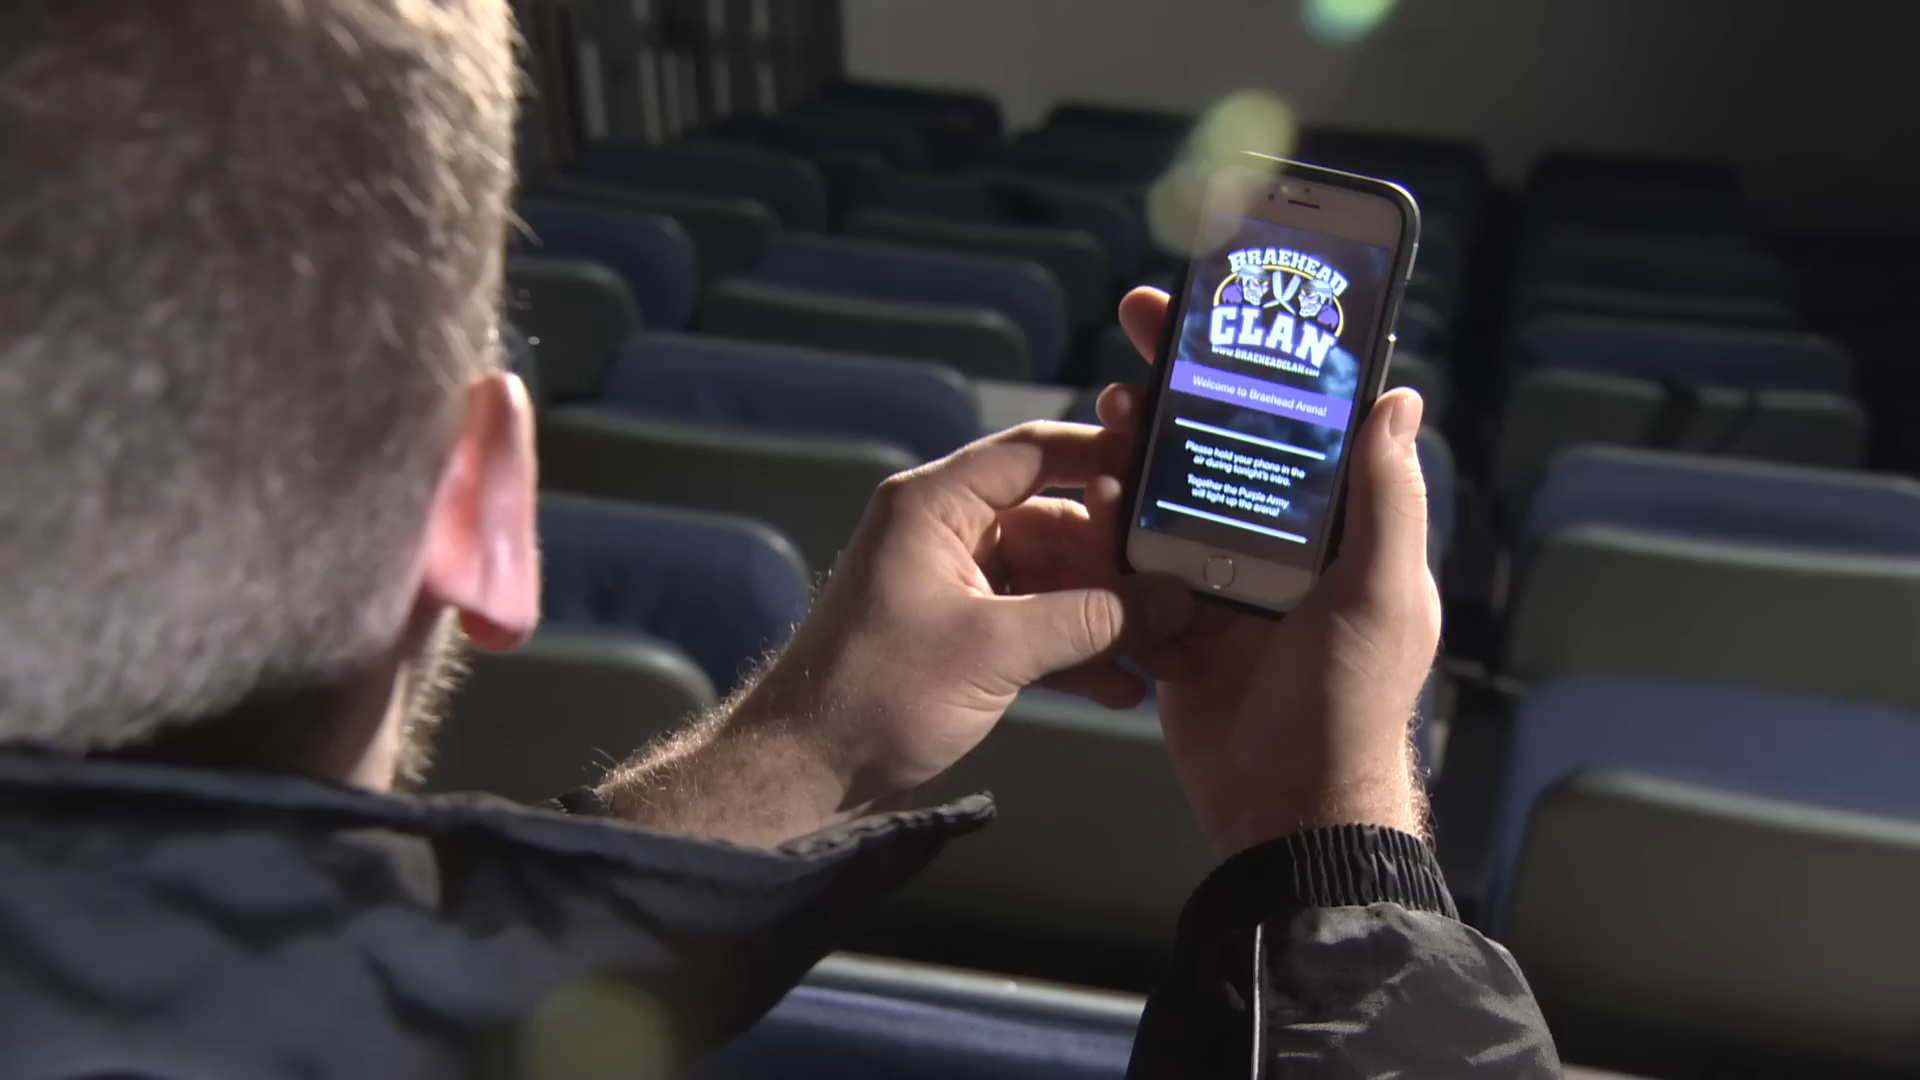 BRAEHEAD
CLAN
WWW.BRAEHEADCLAN.COM
Welcome to Braehead Arena!
Please hold your phone in the
air during tonight's intro.
Together the Purple Army
will light up the arena!